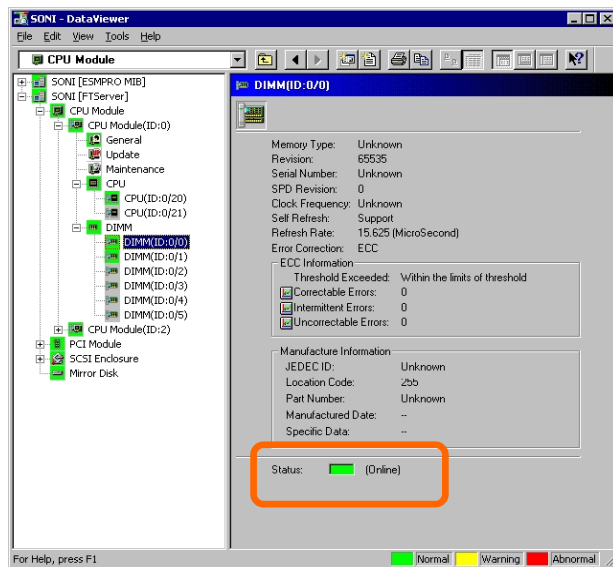 SONI - DataViewer
File Edit View Tools Help
CPU Module
SONI [ESMPRO MIB]
SONI [FTServer]
CPU Module
CPU Module(ID:0)
General
Update
Maintenance
CPU
CPU(ID:0/20)
CPU(ID:0/21)
DIMM
DIMM(ID:0/0)
DIMM(ID:0/1)
DIMM(ID:0/2)
DIMM(ID:0/3)
DIMM(ID:0/4)
DIMM(ID:0/5)
CPU Module(ID:2)
PCI Module
SCSI Enclosure
Mirror Disk
DIMM(ID:0/0)
Memory Type: Unknown
Revision: 65535
Serial Number: Unknown
SPD Revision: 0
Clock Frequency: Unknown
Self Refresh: Support
Refresh Rate: 15.625 (MicroSecond)
Error Correction: ECC
ECC Information
Threshold Exceeded: Within the limits of threshold
Correctable Errors: 0
Intermittent Errors: 0
Uncorrectable Errors: 0
Manufacture Information
JEDEC ID: Unknown
Location Code: 255
Part Number: Unknown
Manufactured Date: --
Specific Data: --
Status: (Online)
For Help, press F1
Normal Warning Abnormal